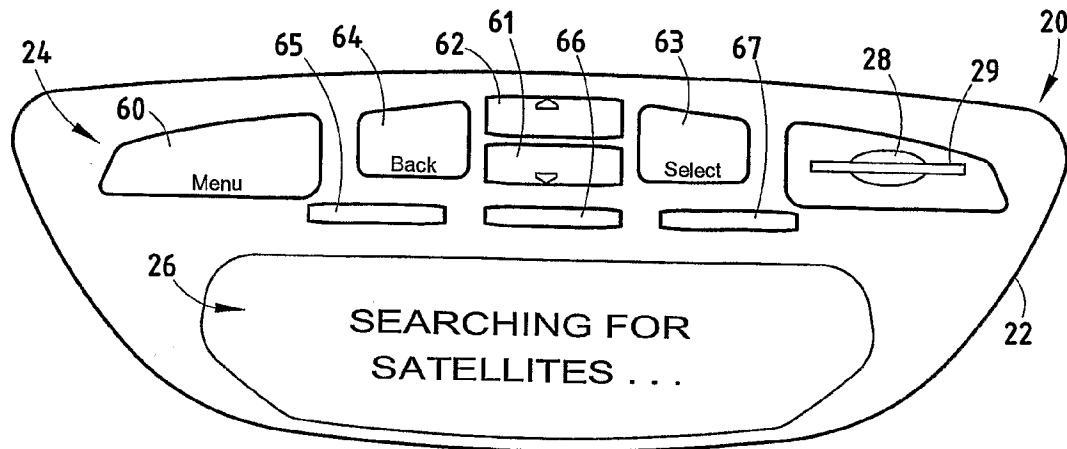 61
64 62 66 63 67 20
24 65 28 29
60
Back
Menu Select
26
SEARCHING FOR
SATELLITES . . .
22